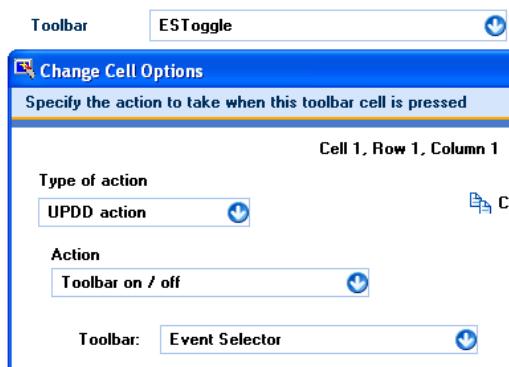 Toolbar ESToggle
Change Cell Options
Specify the action to take when this toolbar cell is pressed
Cell 1, Row 1, Column 1
Type of action
UPDD action
C
Action
Toolbar on / off
Toolbar: Event Selector